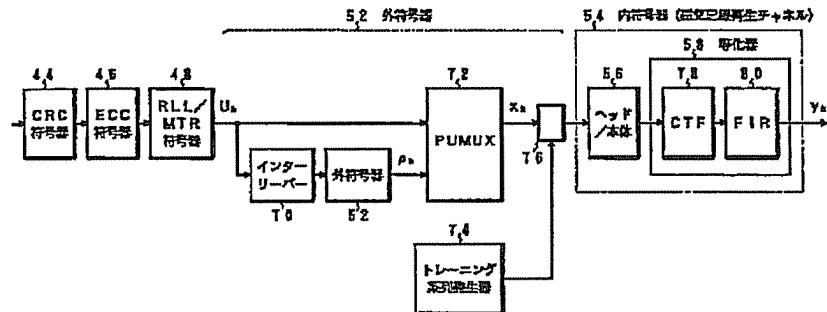 52 外符号器
54 内符号器(磁気記録再生チャネル)
58 等化器
44
46
48
72
56
78
80
CRC
符号器
ECC
符号器
RLL/
MTR
符号器
Uk
PUMUX
xk
76
ヘッド
/本体
CTF
FIR
yk
インター
リーバー
70
外符号器
62
ρk
74
トレーニング
系列発生器